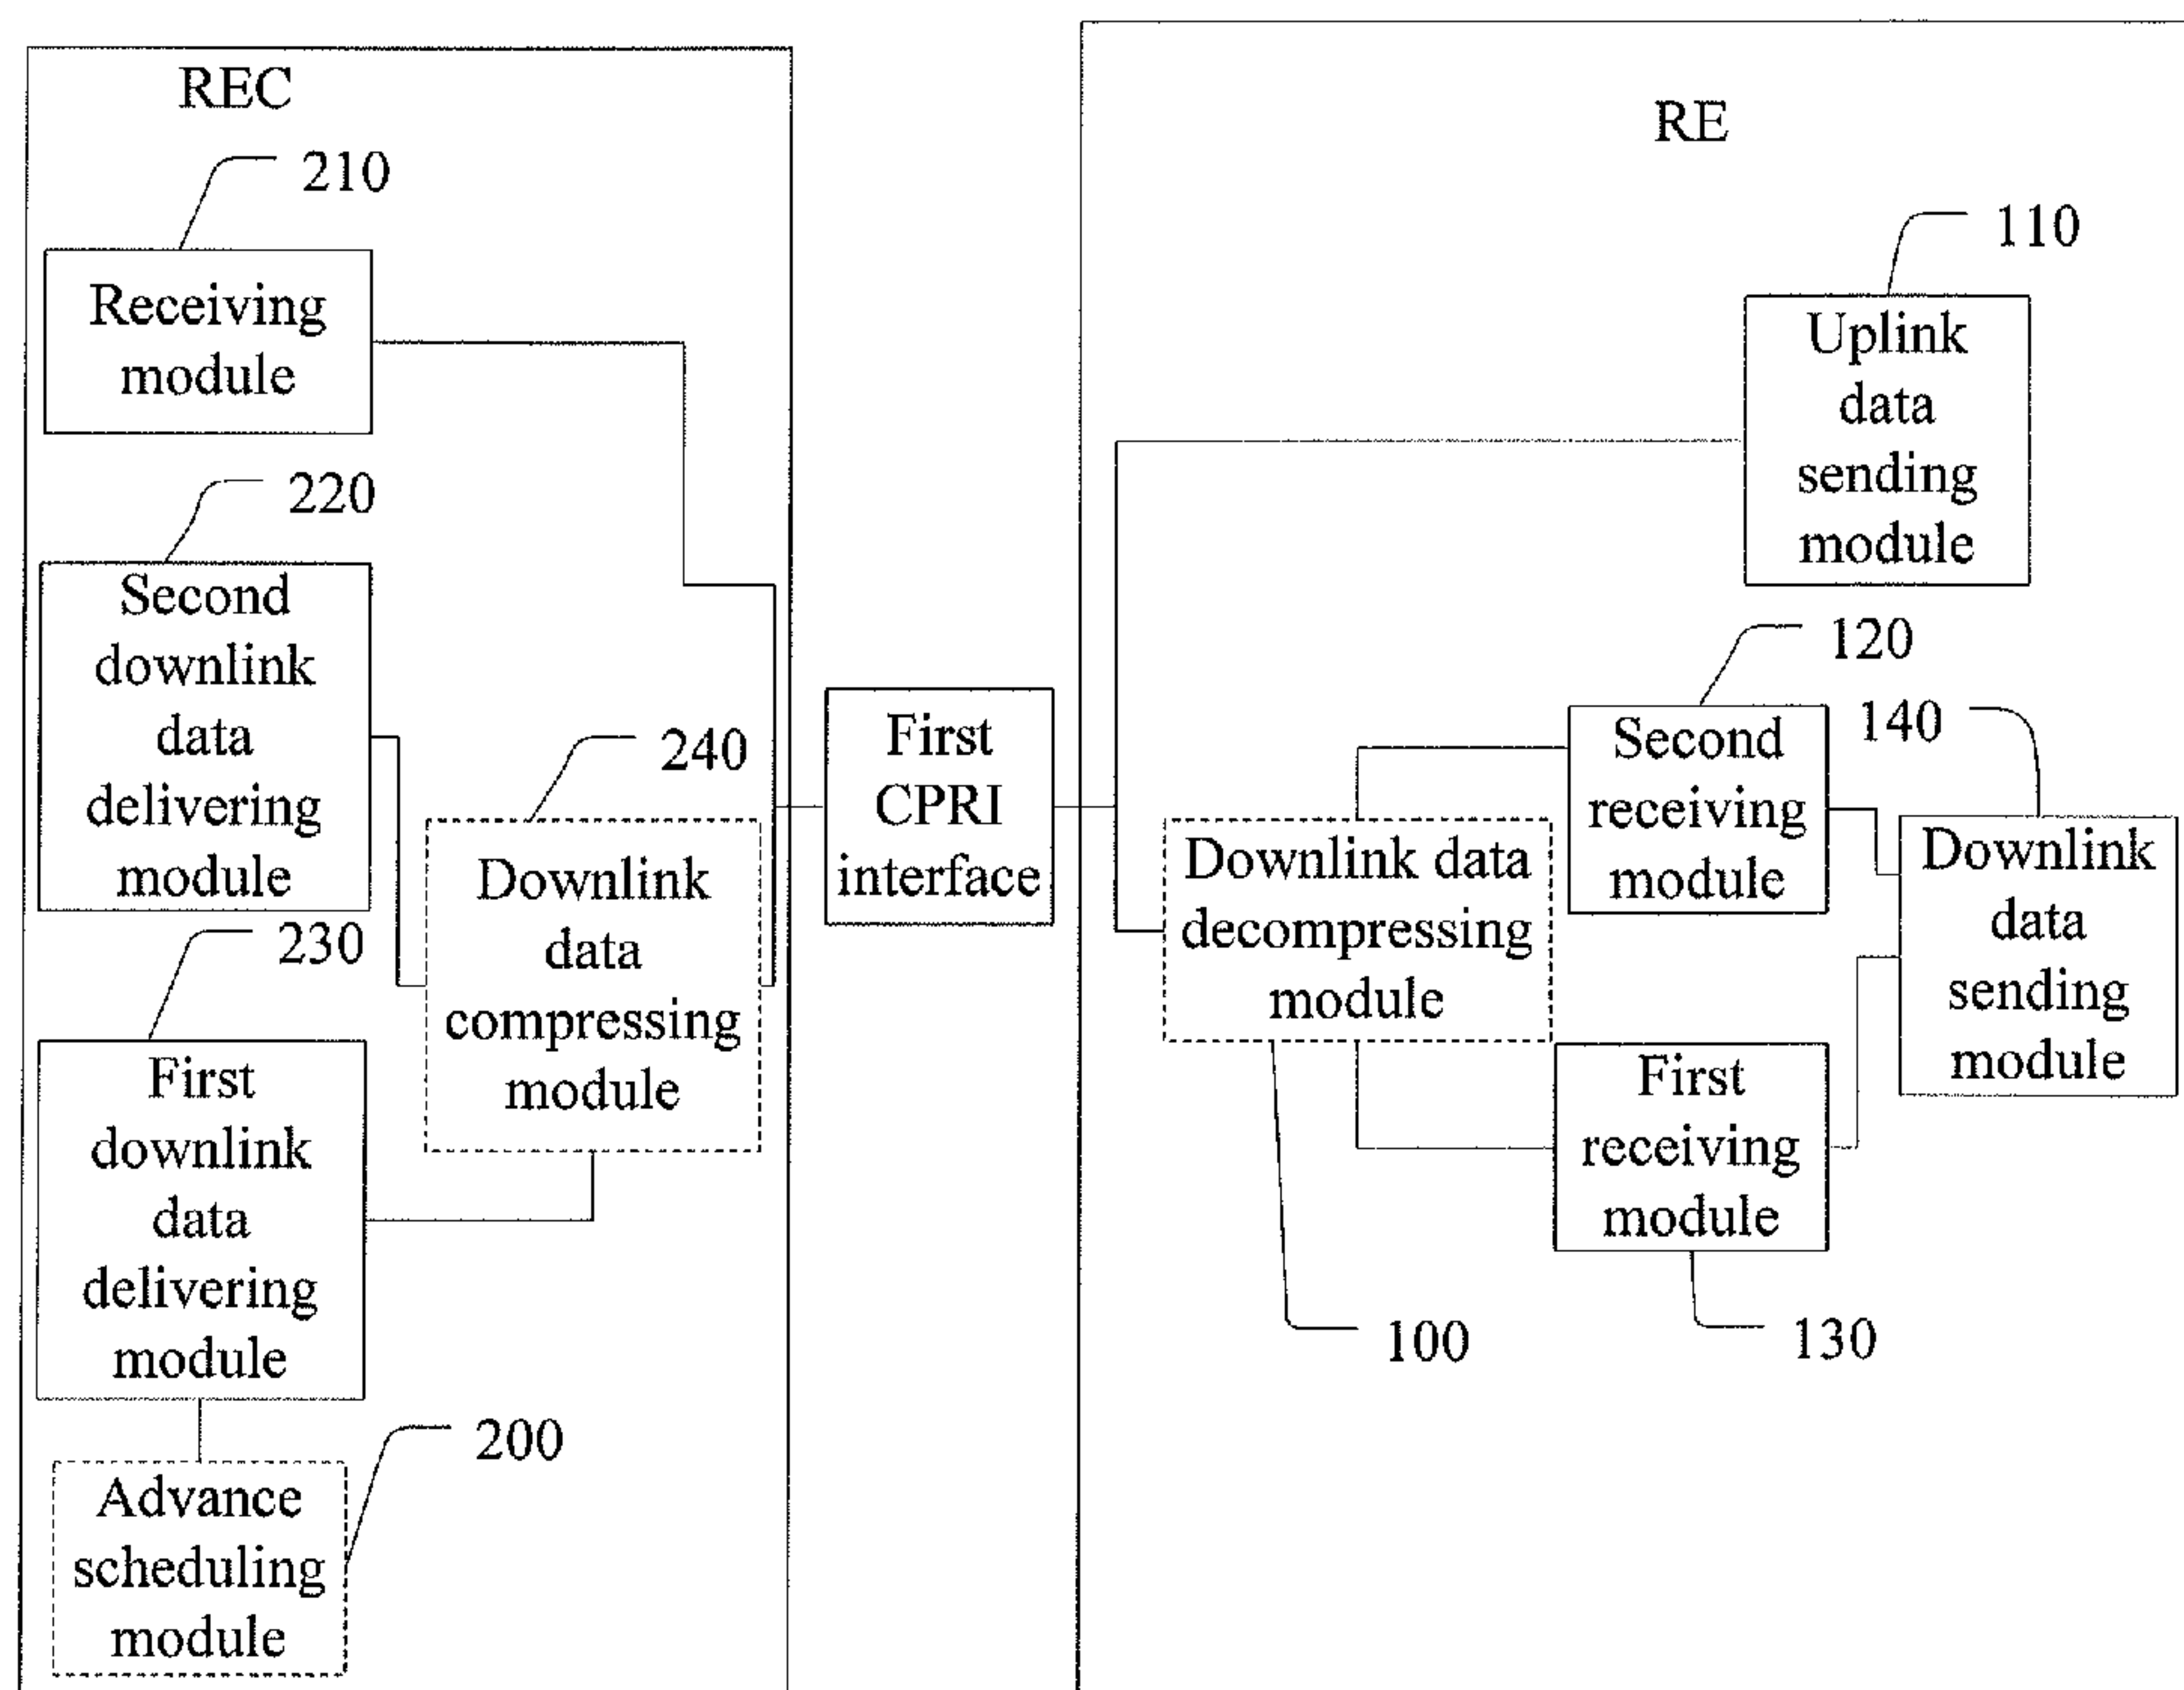 REC
210
Receiving
module
220
Second
downlink
data
delivering
module
230
First
downlink
data
delivering
module
200
Advance
scheduling
module
240
Downlink
data
compressing
module
First
CPRI
interface
RE
110
Uplink
data
sending
module
120
Second
receiving
module
140
Downlink
data
sending
module
Downlink data
decompressing
module
100
First
receiving
module
130